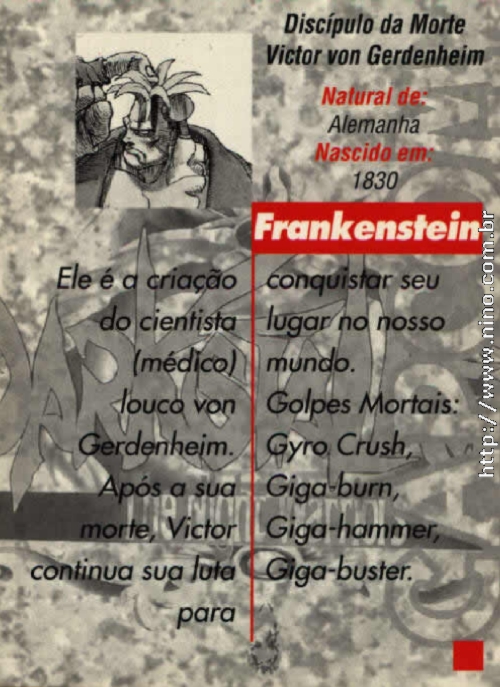 Discípulo da Morte
Victor von Gerdenheim
Natural de:
Alemanha
Nascido em:
1830
Frankenstein
Ele é a criação
do cientista
(médico)
louco von
Gerdenheim.
Após a sua
morte, Victor
continua sua luta
para
conquistar seu
lugar no nosso
mundo.
Golpes Mortais:
Gyro Crush,
Giga-burn,
Giga-hammer,
Giga-buster.
http://www.nino.com.br